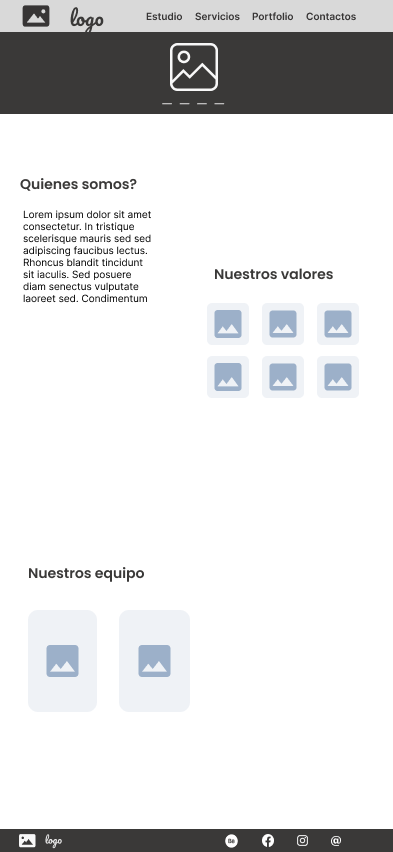 logo
Estudio Servicios Portfolio Contactos
Quienes somos?
Lorem ipsum dolor sit amet
consectetur. In tristique
scelerisque mauris sed sed
adipiscing faucibus lectus.
Rhoncus blandit tincidunt
sit iaculis. Sed posuere
diam senectus vulputate
laoreet sed. Condimentum
Nuestros valores
Nuestros equipo
logo
Bē @